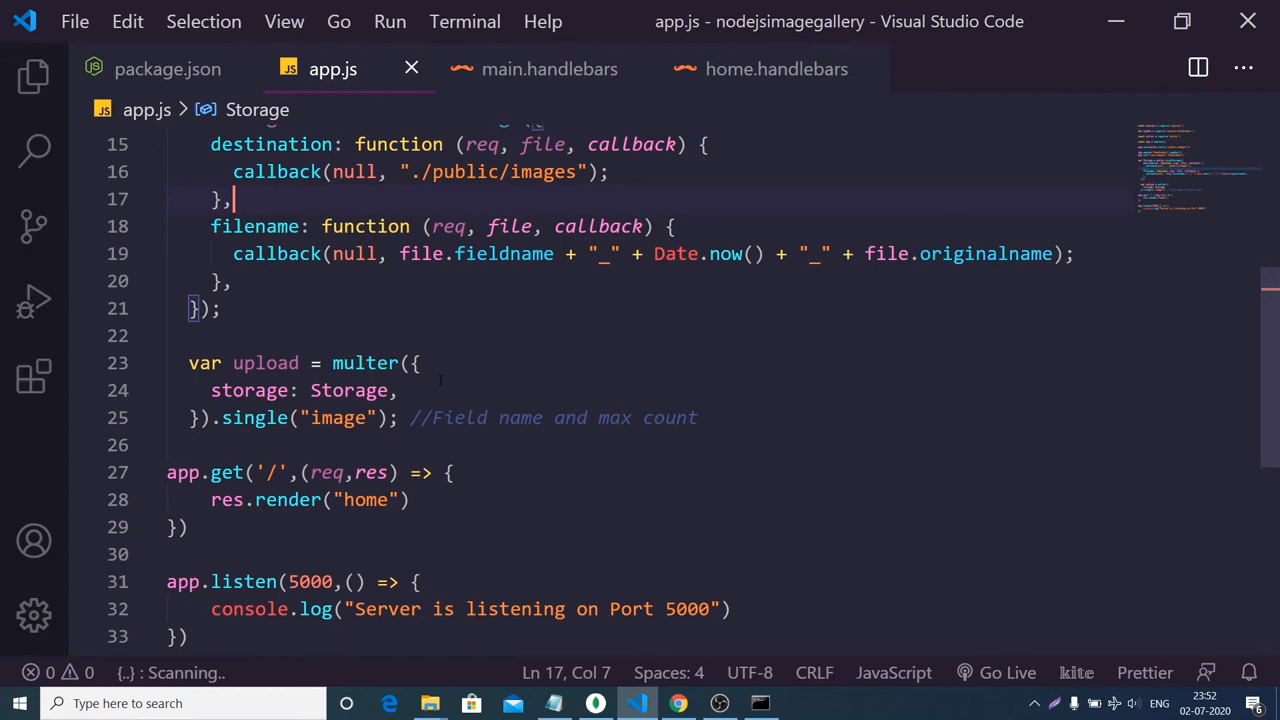 File Edit Selection View Go Run Terminal Help app.js - nodejsimagegallery - Visual Studio Code
package.json JS app.js main.handlebars home.handlebars
JS app.js > Storage
15 destination: function (req, file, callback) {
16 callback(null, "./public/images");
17 },
18 filename: function (req, file, callback) {
19 callback(null, file.fieldname + "_" + Date.now() + "_" + file.originalname);
20 },
21 });
22
23 var upload = multer({
24 storage: Storage,
25 }).single("image"); //Field name and max count
26
27 app.get('/',(req,res) => {
28 res.render("home")
29 })
30
31 app.listen(5000,() => {
32 console.log("Server is listening on Port 5000")
33 })
0 0 {..} : Scanning.. Ln 17, Col 7 Spaces: 4 UTF-8 CRLF JavaScript Go Live kite Prettier
Type here to search ENG 23:52
02-07-2020 6